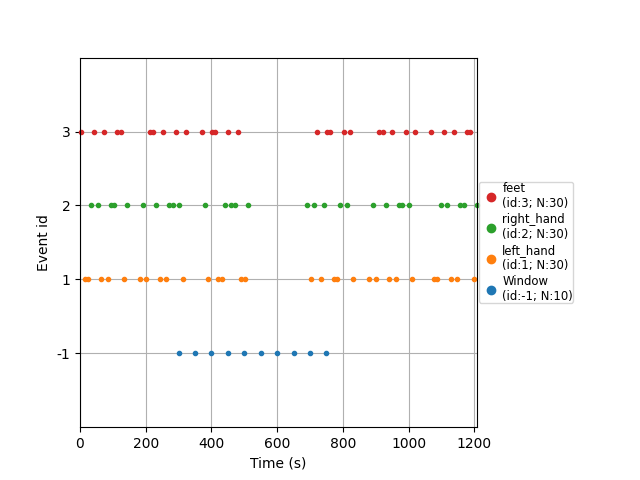 3
2
1
-1
Event id
0
200
400
600
800
1000
1200
Time (s)
feet
(id:3; N:30)
right_hand
(id:2; N:30)
left_hand
(id:1; N:30)
Window
(id:-1; N:10)